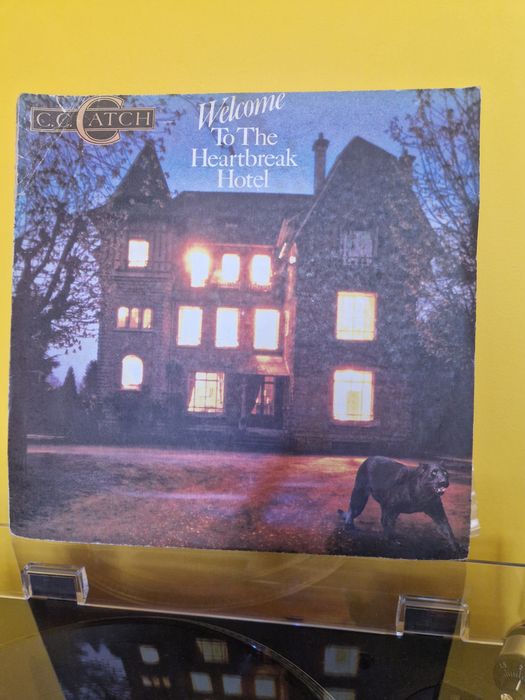 C.C. CATCH
Welcome
To The
Heartbreak
Hotel